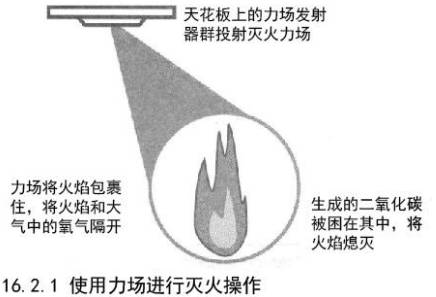 天花板上的力场发射
器群投射灭火力场
力场将火焰包裹
住，将火焰和大
气中的氧气隔开
生成的二氧化碳
被困在其中，将
火焰熄灭
16.2.1 使用力场进行灭火操作